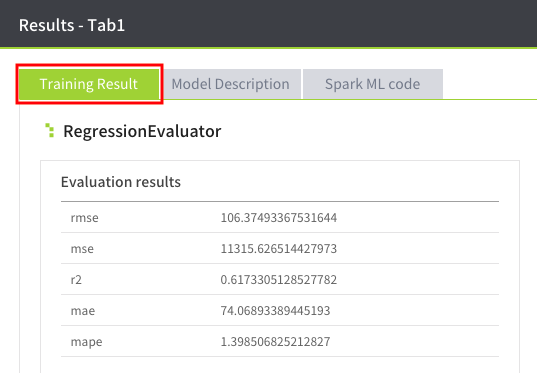 Results - Tab1
Training Result Model Description Spark ML code
RegressionEvaluator
Evaluation results
rmse 106.37493367531644
mse 11315.626514427973
r2 0.6173305128527782
mae 74.06893389445193
mape 1.398506825212827